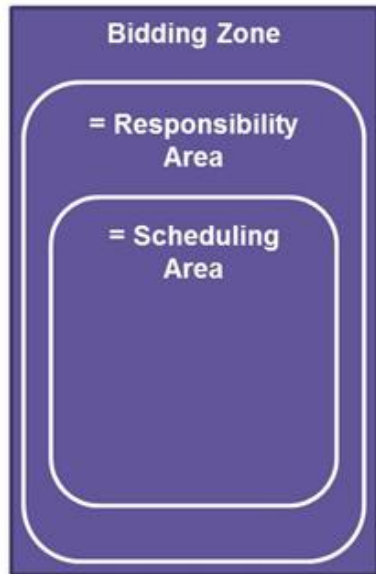 Bidding Zone
= Responsibility
Area
= Scheduling
Area